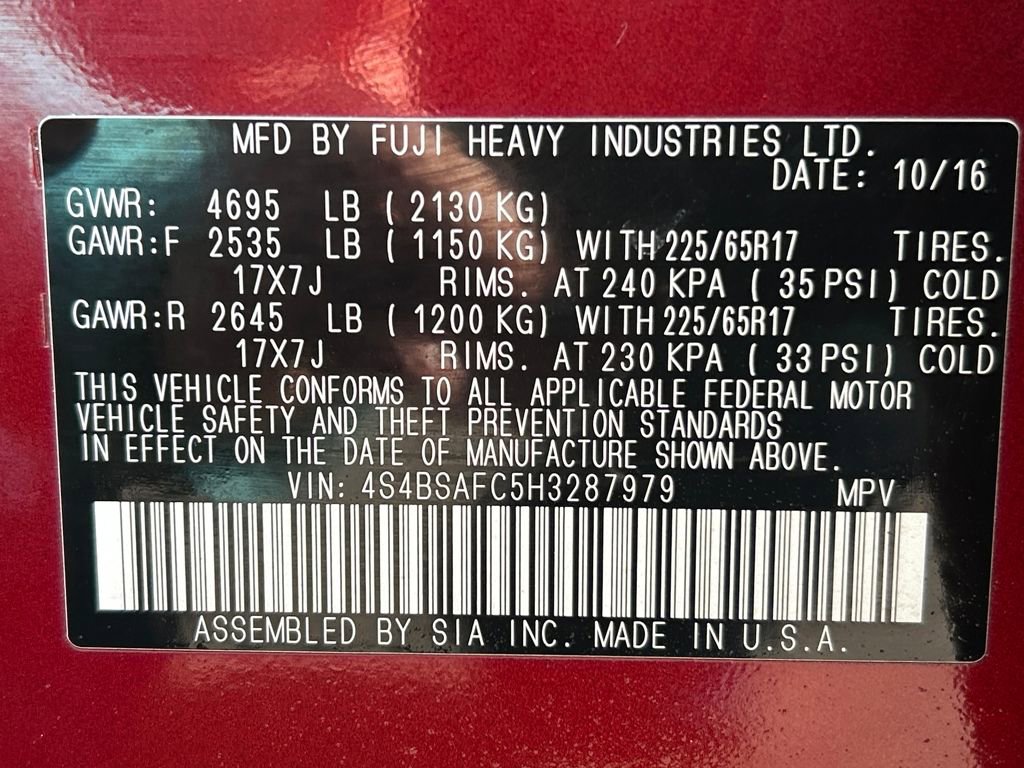 MFD BY FUJI HEAVY INDUSTRIES LTD.
DATE: 10/16
GVWR: 4695 LB ( 2130 KG)
GAWR:F 2535 LB ( 1150 KG) WITH 225/65R17 TIRES.
17X7J RIMS. AT 240 KPA ( 35 PSI) COLD
GAWR:R 2645 LB ( 1200 KG) WITH 225/65R17 TIRES.
17X7J RIMS. AT 230 KPA ( 33 PSI) COLD
THIS VEHICLE CONFORMS TO ALL APPLICABLE FEDERAL MOTOR
VEHICLE SAFETY AND THEFT PREVENTION STANDARDS
IN EFFECT ON THE DATE OF MANUFACTURE SHOWN ABOVE.
VIN: 4S4BSAFC5H3287979 MPV
ASSEMBLED BY SIA INC. MADE IN U.S.A.